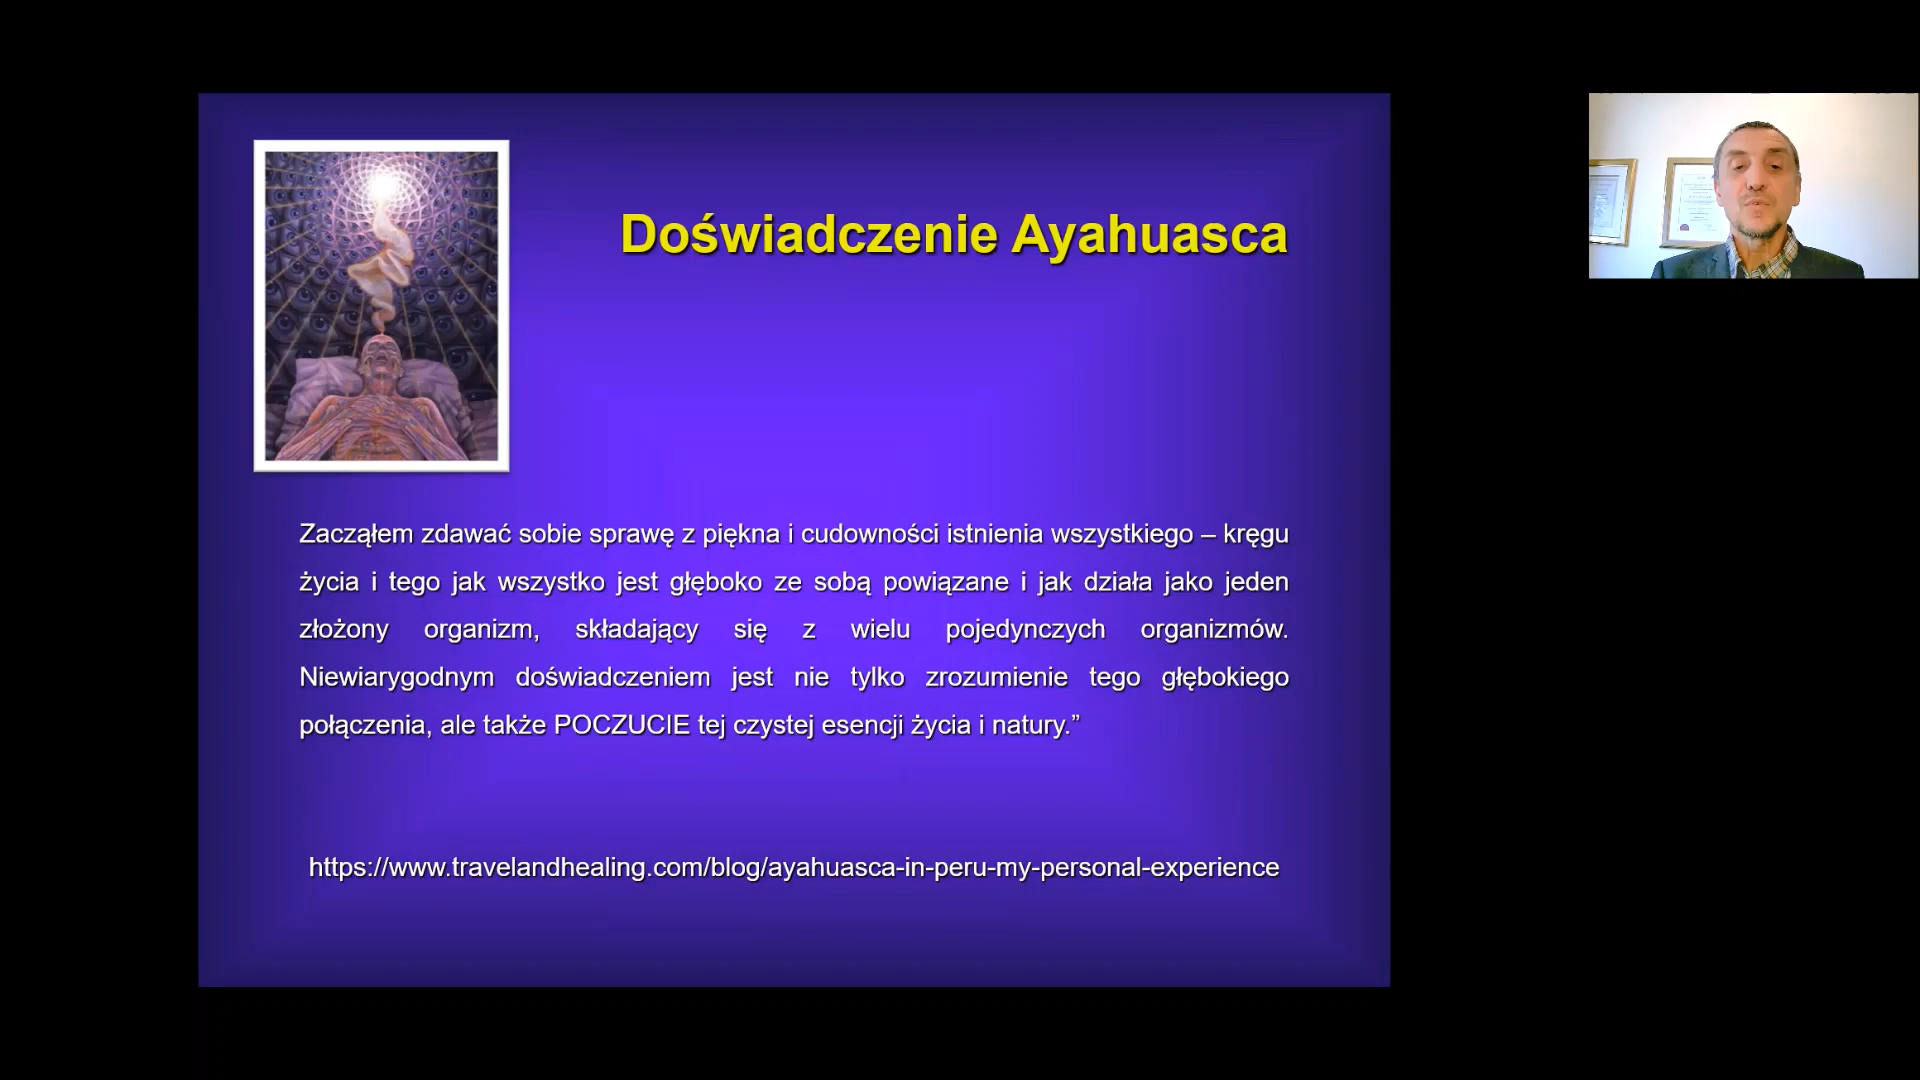 Doświadczenie Ayahuasca
Zacząłem zdawać sobie sprawę z piękna i cudowności istnienia wszystkiego – kręgu
życia i tego jak wszystko jest głęboko ze sobą powiązane i jak działa jako jeden
złożony organizm, składający się z wielu pojedynczych organizmów.
Niewiarygodnym doświadczeniem jest nie tylko zrozumienie tego głębokiego
połączenia, ale także POCZUCIE tej czystej esencji życia i natury.”
https://www.travelandhealing.com/blog/ayahuasca-in-peru-my-personal-experience